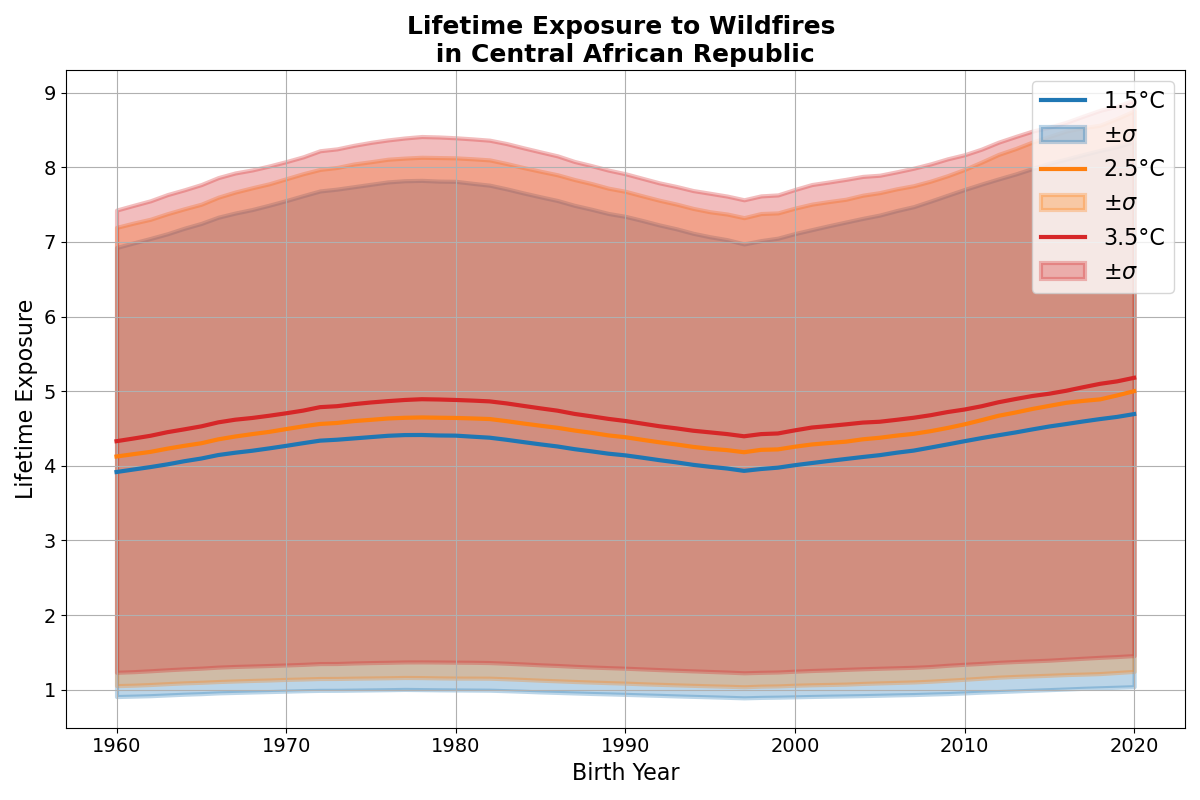 Lifetime Exposure to Wildfires
in Central African Republic
9
8
7
6
5
4
3
2
1
Lifetime Exposure
1.5°C
±σ
2.5°C
±σ
3.5°C
±σ
1960
1970
1980
1990
2000
2010
2020
Birth Year